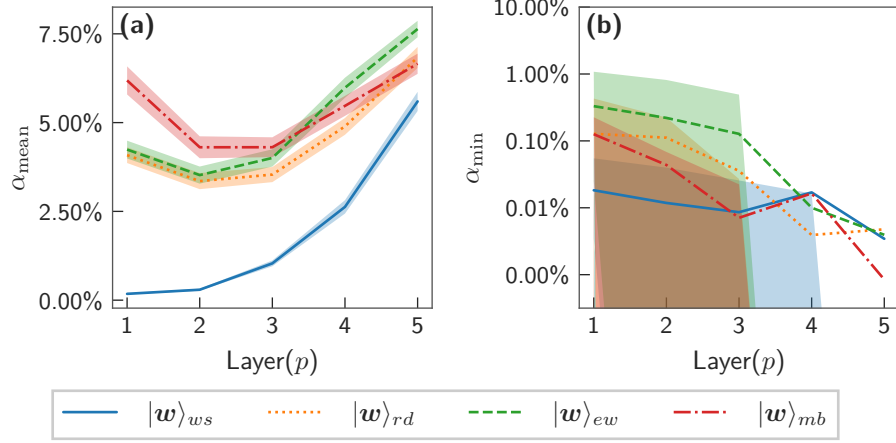 (a)
(b)
α_mean
7.50%
5.00%
2.50%
0.00%
1 2 3 4 5
Layer(p)
α_min
10.00%
1.00%
0.10%
0.01%
0.00%
1 2 3 4 5
Layer(p)
|w⟩_ws |w⟩_rd |w⟩_ew |w⟩_mb